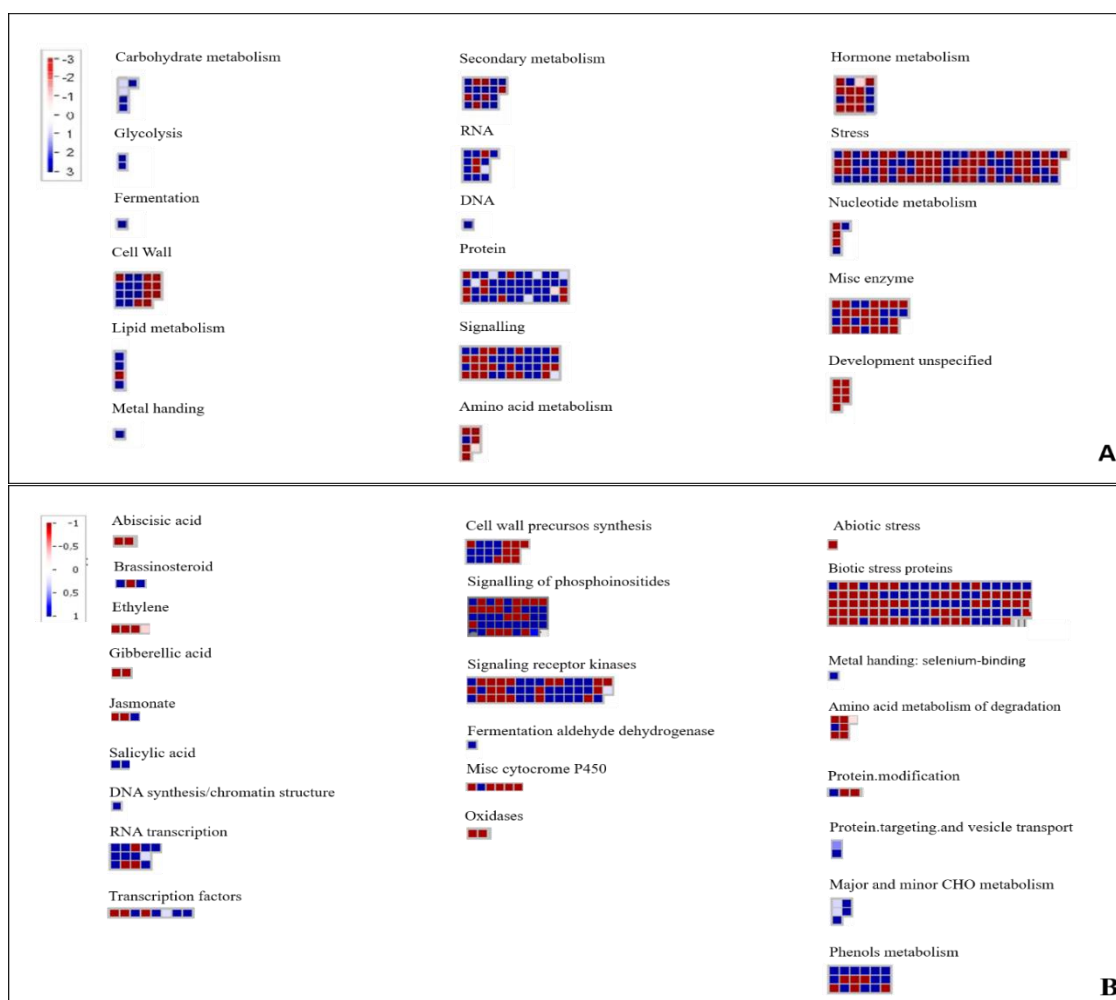 -3
-2
-1
0
1
2
3
Carbohydrate metabolism
Glycolysis
Fermentation
Cell Wall
Lipid metabolism
Metal handing
Secondary metabolism
RNA
DNA
Protein
Signalling
Amino acid metabolism
Hormone metabolism
Stress
Nucleotide metabolism
Misc enzyme
Development unspecified
A
-1
-0.5
0
0.5
1
Abiscisic acid
Brassinosteroid
Ethylene
Gibberellic acid
Jasmonate
Salicylic acid
DNA synthesis/chromatin structure
RNA transcription
Transcription factors
Cell wall precursos synthesis
Signalling of phosphoinositides
Signaling receptor kinases
Fermentation aldehyde dehydrogenase
Misc cytocrome P450
Oxidases
Abiotic stress
Biotic stress proteins
Metal handing: selenium-binding
Amino acid metabolism of degradation
Protein.modification
Protein.targeting.and vesicle transport
Major and minor CHO metabolism
Phenols metabolism
B